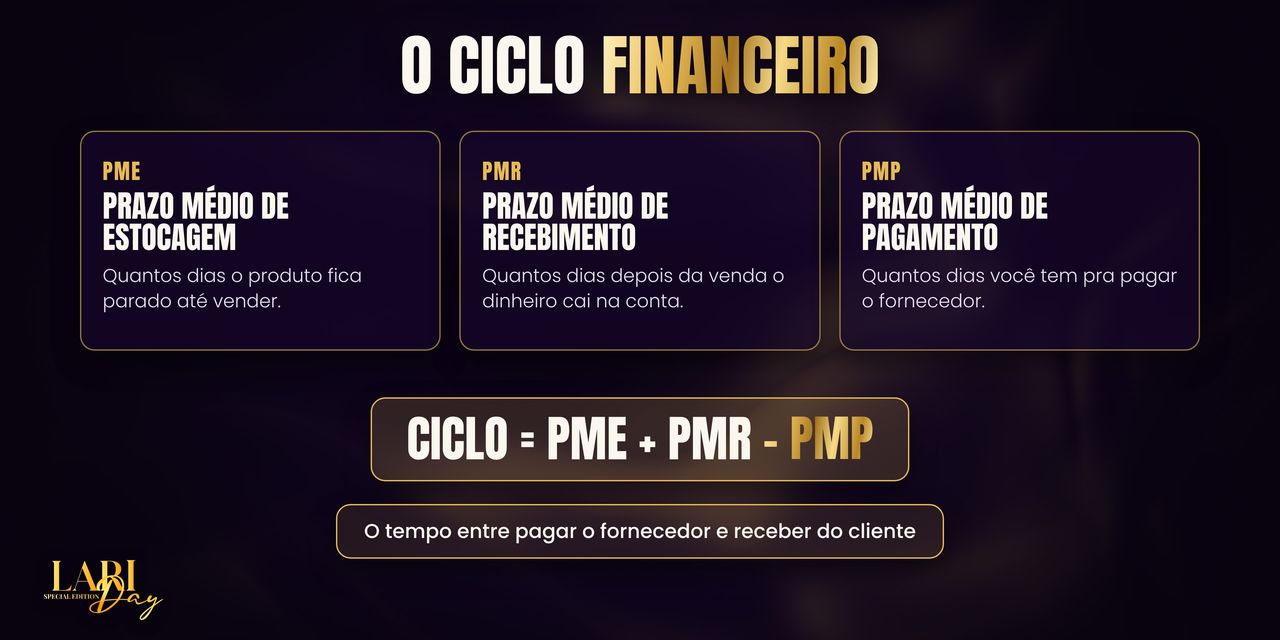 O CICLO FINANCEIRO
PME
PRAZO MÉDIO DE
ESTOCAGEM
Quantos dias o produto fica
parado até vender.
PMR
PRAZO MÉDIO DE
RECEBIMENTO
Quantos dias depois da venda o
dinheiro cai na conta.
PMP
PRAZO MÉDIO DE
PAGAMENTO
Quantos dias você tem pra pagar
o fornecedor.
CICLO = PME + PMR - PMP
O tempo entre pagar o fornecedor e receber do cliente
LABI
SPECIAL EDITION Day